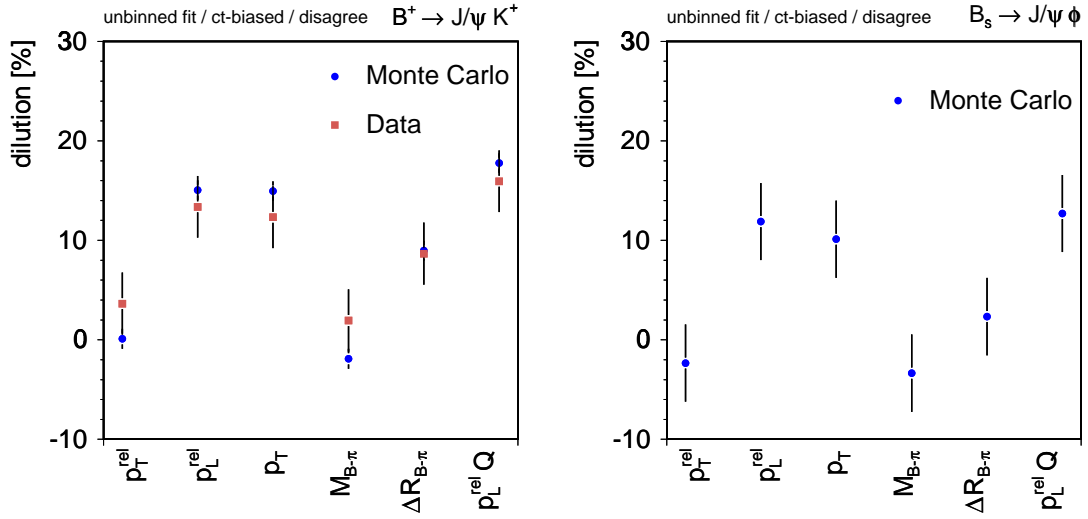 unbinned fit / ct-biased / disagree B⁺ → J/ψ K⁺
dilution [%]
30
20
10
0
-10
Monte Carlo
Data
p_T^rel
p_L^rel
p_T
M_B-π
ΔR_B-π
p_L^rel Q
unbinned fit / ct-biased / disagree B_s → J/ψ ϕ
dilution [%]
30
20
10
0
-10
Monte Carlo
p_T^rel
p_L^rel
p_T
M_B-π
ΔR_B-π
p_L^rel Q